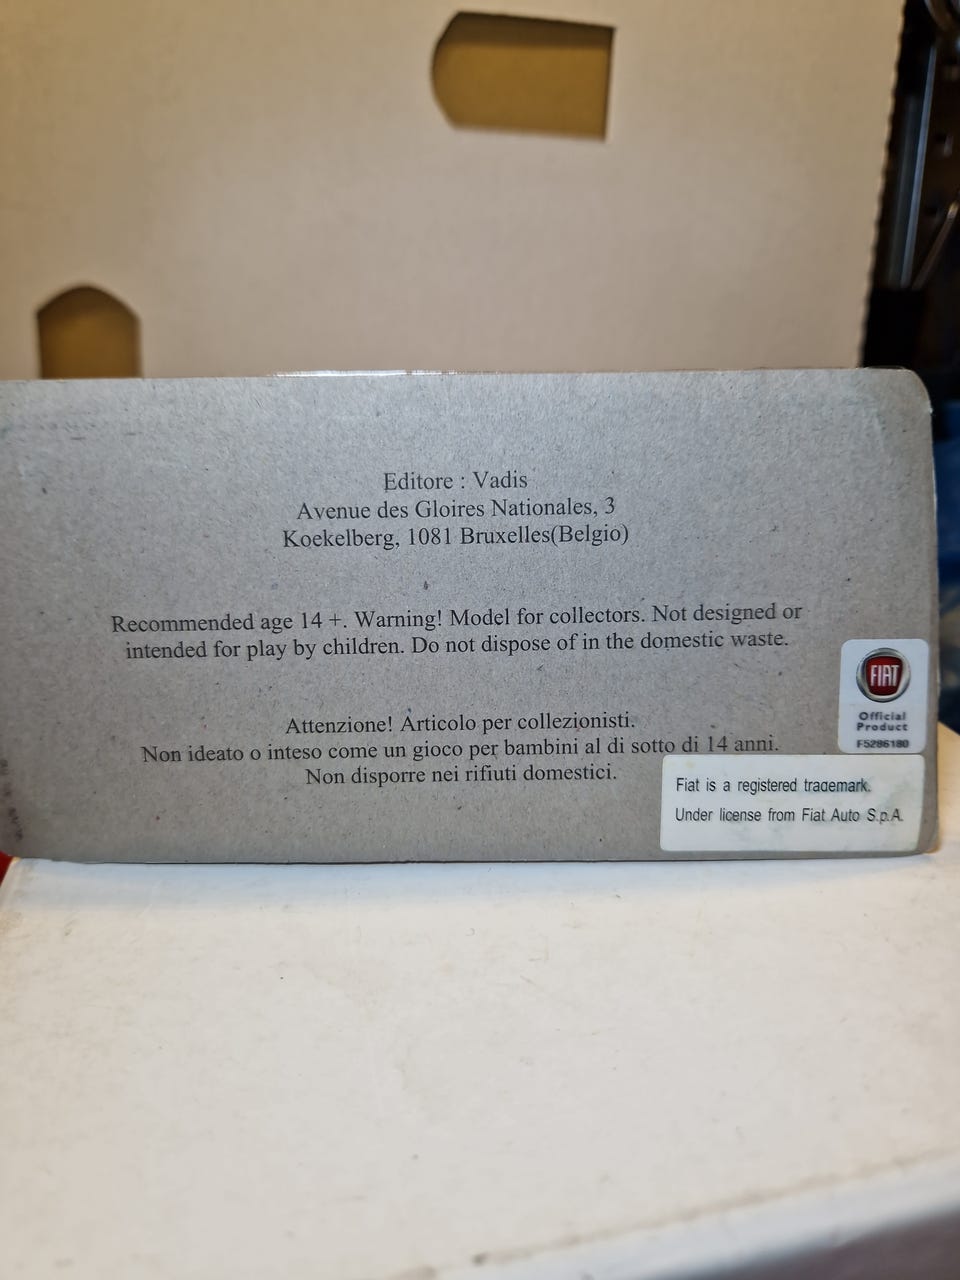 Editore : Vadis
Avenue des Gloires Nationales, 3
Koekelberg, 1081 Bruxelles(Belgio)
Recommended age 14 +. Warning! Model for collectors. Not designed or
intended for play by children. Do not dispose of in the domestic waste.
Attenzione! Articolo per collezionisti.
Non ideato o inteso come un gioco per bambini al di sotto di 14 anni.
Non disporre nei rifiuti domestici.
FIAT
Official
Product
F5286180
Fiat is a registered trademark.
Under license from Fiat Auto S.p.A.